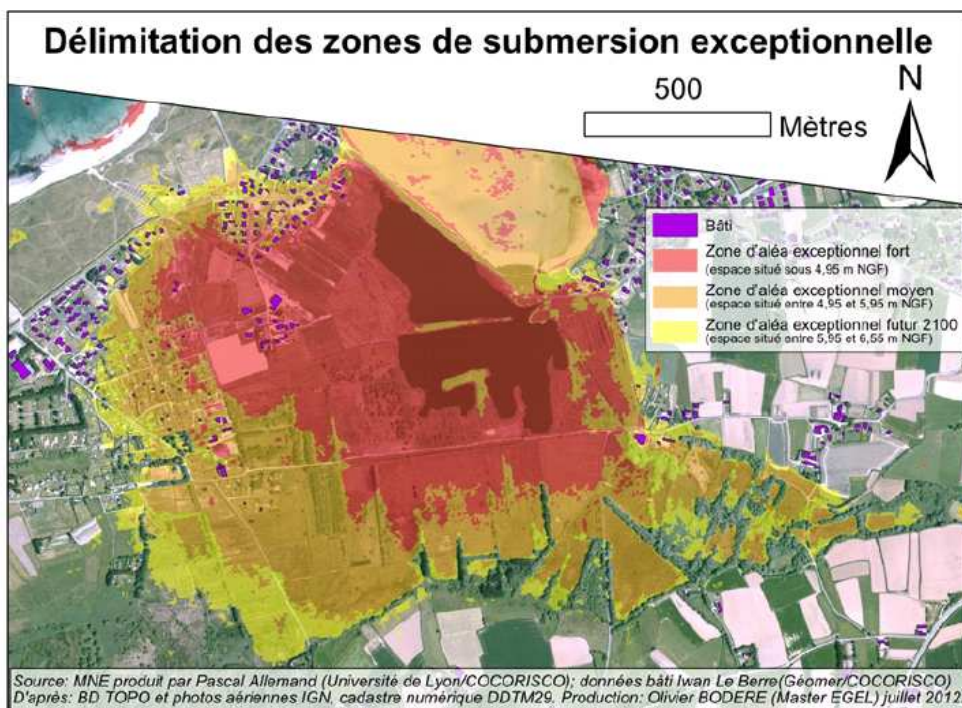 Délimitation des zones de submersion exceptionnelle
N
500
Mètres
Bâti
Zone d'aléa exceptionnel fort
(espace situé sous 4,95 m NGF)
Zone d'aléa exceptionnel moyen
(espace situé entre 4,95 et 5,95 m NGF)
Zone d'aléa exceptionnel futur 2100
(espace situé entre 5,95 et 6,55 m NGF)
Source: MNE produit par Pascal Allemand (Université de Lyon/COCORISCO); données bâti Iwan Le Berre(Géomer/COCORISCO)
D'après: BD TOPO et photos aériennes IGN, cadastre numérique DDTM29. Production: Olivier BODERE (Master EGEL) juillet 2012